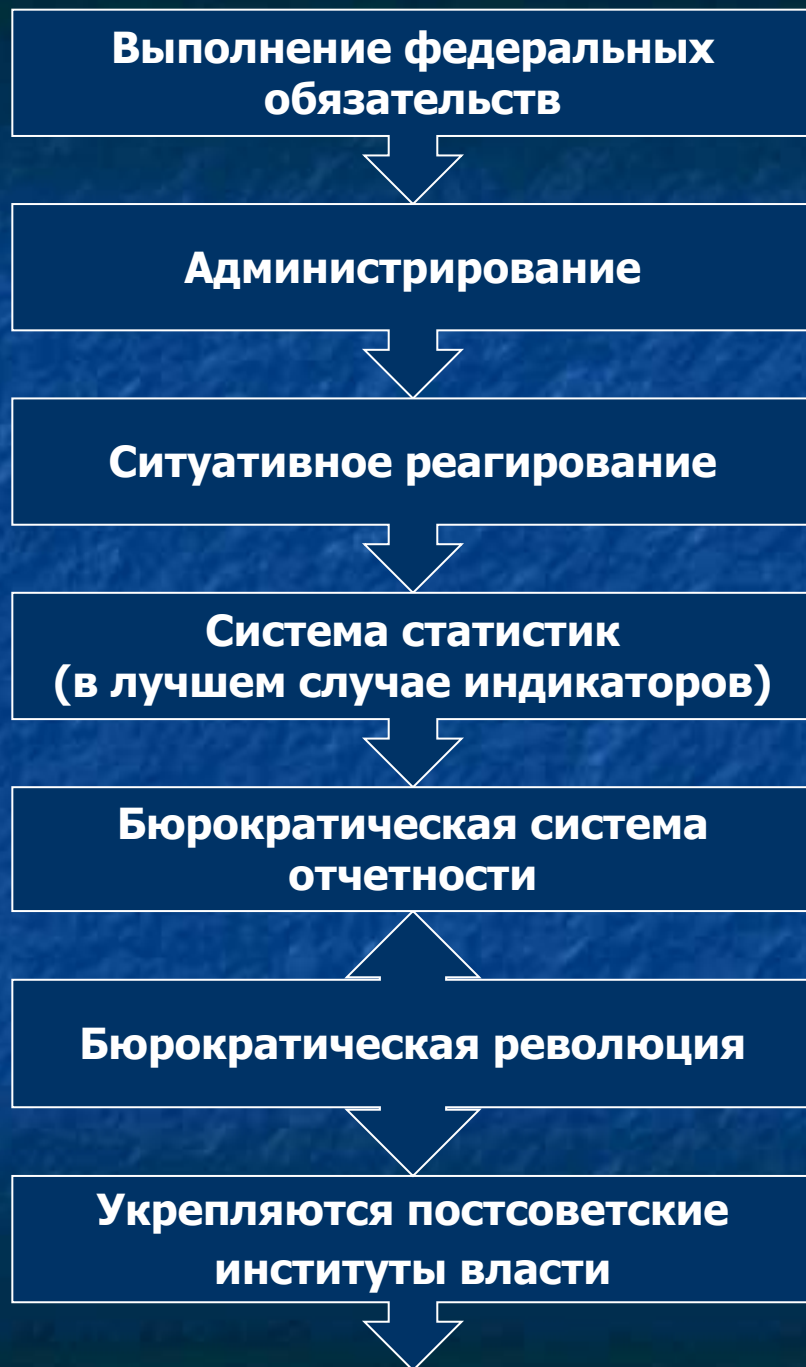 Выполнение федеральных
обязательств
Администрирование
Ситуативное реагирование
Система статистик
(в лучшем случае индикаторов)
Бюрократическая система
отчетности
Бюрократическая революция
Укрепляются постсоветские
институты власти